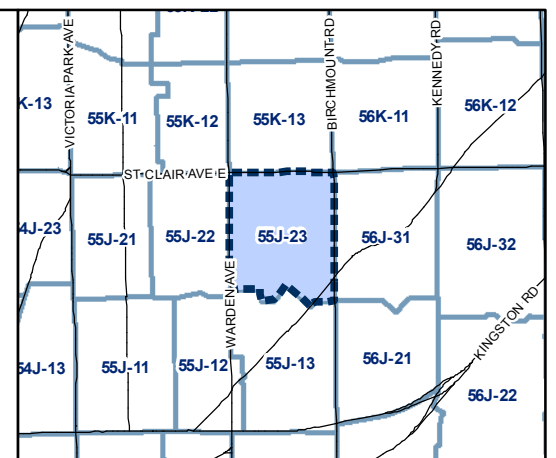 VICTORIA PARK AVE
BIRCHMOUNT RD
KENNEDY RD
K-13
55K-11
55K-12
55K-13
56K-11
56K-12
ST CLAIR AVE E
4J-23
55J-21
55J-22
55J-23
56J-31
56J-32
WARDEN AVE
KINGSTON RD
54J-13
55J-11
55J-12
55J-13
56J-21
56J-22